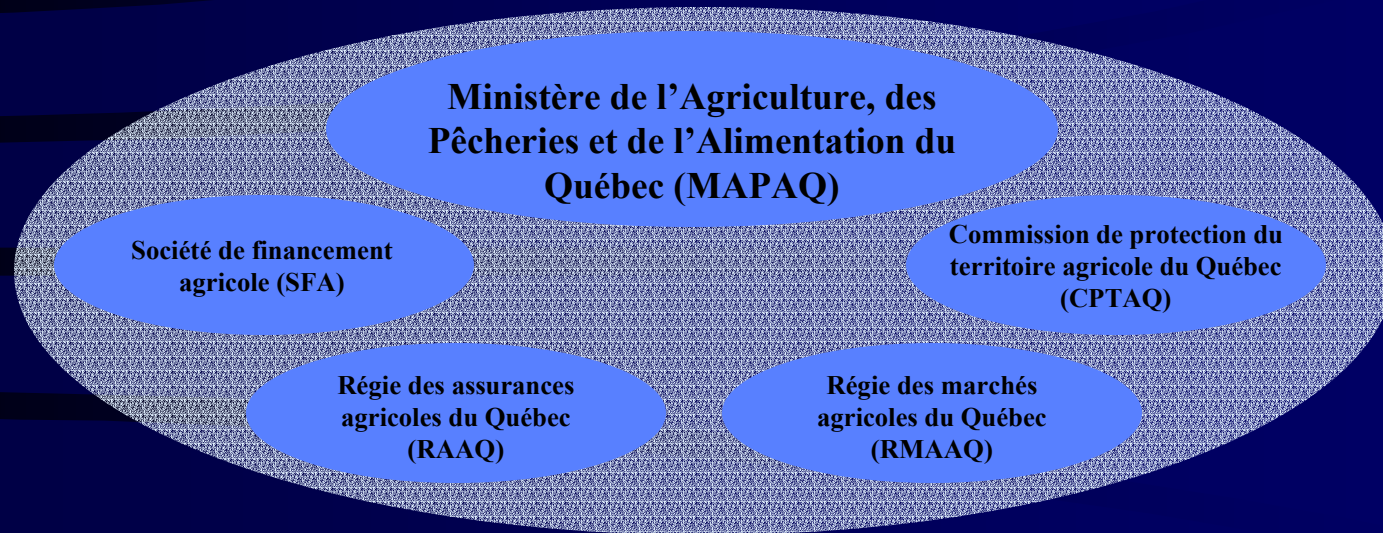 Ministère de l’Agriculture, des
Pêcheries et de l’Alimentation du
Québec (MAPAQ)
Société de financement
agricole (SFA)
Commission de protection du
territoire agricole du Québec
(CPTAQ)
Régie des assurances
agricoles du Québec
(RAAQ)
Régie des marchés
agricoles du Québec
(RMAAQ)